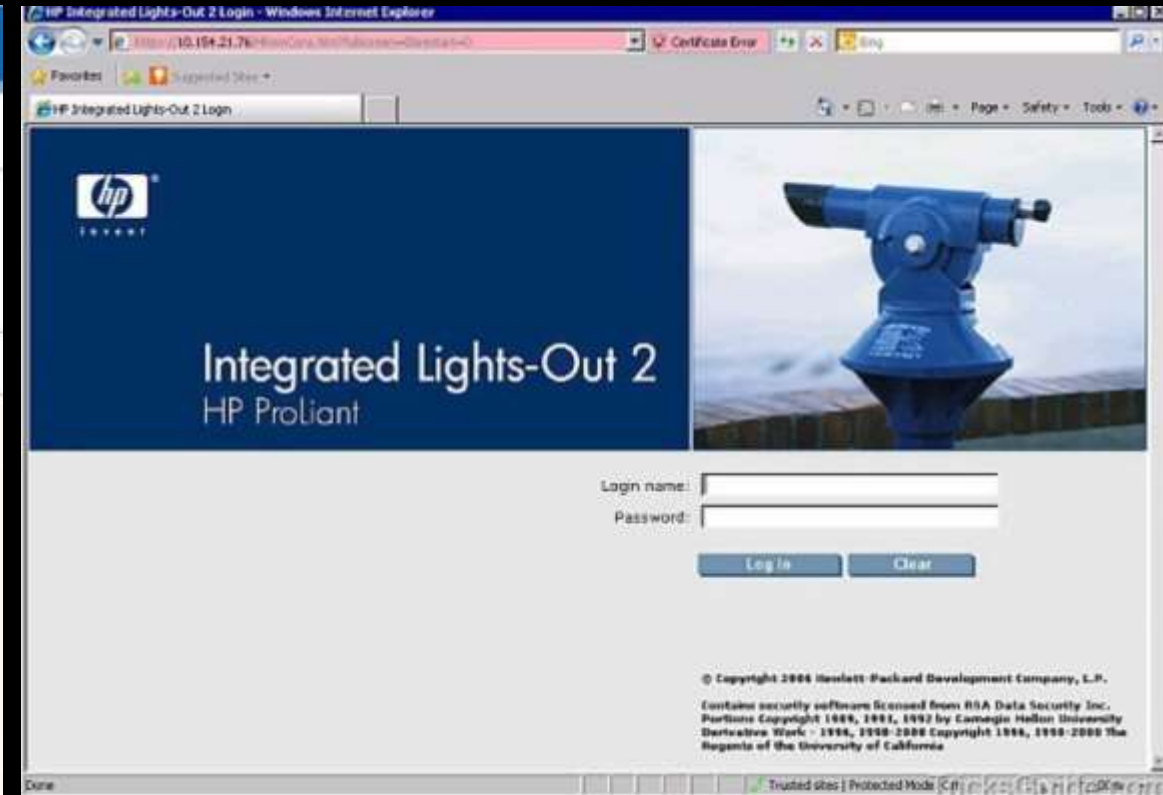 HP Integrated Lights-Out 2 Login - Windows Internet Explorer
10.154.21.76
Certificate Error
Bing
Favorites
Suggested Sites
HP Integrated Lights-Out 2 Login
Page Safety Tools
hp
invent
Integrated Lights-Out 2
HP ProLiant
Login name:
Password:
Log In Clear
© Copyright 2006 Hewlett-Packard Development Company, L.P.
Contains security software licensed from RSA Data Security Inc.
Portions Copyright 1989, 1991, 1992 by Carnegie Mellon University
Derivative Work - 1996, 1998-2000 Copyright 1996, 1998-2000 The
Regents of the University of California
Done
Trusted sites | Protected Mode